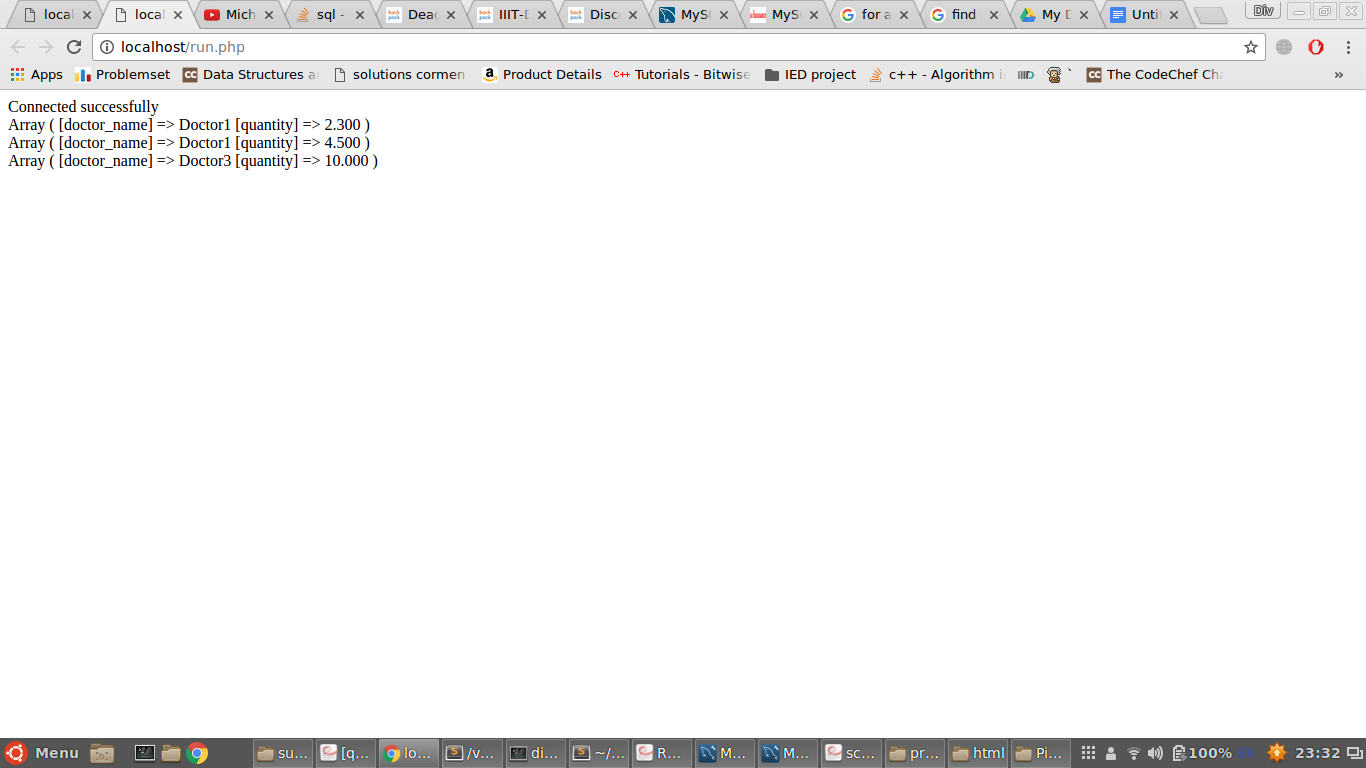 local
local
Mich
sql -
Deac
IIIT-D
Disc
MySQ
MyS
for a
find
My D
Unti
Div
localhost/run.php
Apps
Problemset
Data Structures a
solutions cormen
Product Details
C++ Tutorials - Bitwise
IED project
c++ - Algorithm i
The CodeChef Cha
»
Connected successfully
Array ( [doctor_name] => Doctor1 [quantity] => 2.300 )
Array ( [doctor_name] => Doctor1 [quantity] => 4.500 )
Array ( [doctor_name] => Doctor3 [quantity] => 10.000 )
Menu
su...
[q...
lo...
/v...
di...
~/...
R...
M...
M...
sc...
pr...
html
Pi...
100%
23:32